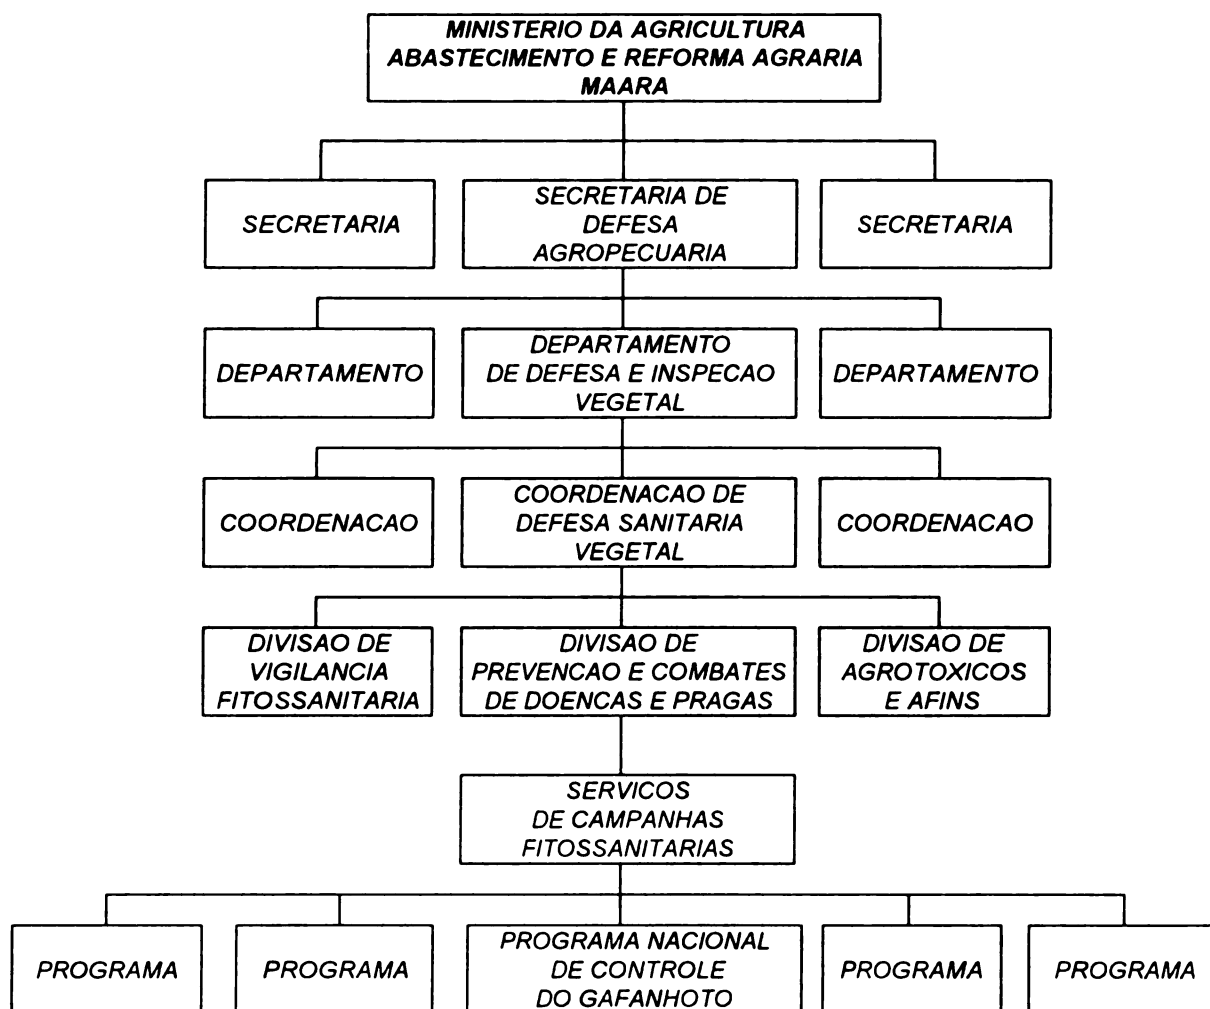 MINISTERIO DA AGRICULTURA
ABASTECIMENTO E REFORMA AGRARIA
MAARA
SECRETARIA
SECRETARIA DE
DEFESA
AGROPECUARIA
SECRETARIA
DEPARTAMENTO
DEPARTAMENTO
DE DEFESA E INSPECAO
VEGETAL
DEPARTAMENTO
COORDENACAO
COORDENACAO DE
DEFESA SANITARIA
VEGETAL
COORDENACAO
DIVISAO DE
VIGILANCIA
FITOSSANITARIA
DIVISAO DE
PREVENCAO E COMBATES
DE DOENCAS E PRAGAS
DIVISAO DE
AGROTOXICOS
E AFINS
SERVICOS
DE CAMPANHAS
FITOSSANITARIAS
PROGRAMA
PROGRAMA
PROGRAMA NACIONAL
DE CONTROLE
DO GAFANHOTO
PROGRAMA
PROGRAMA